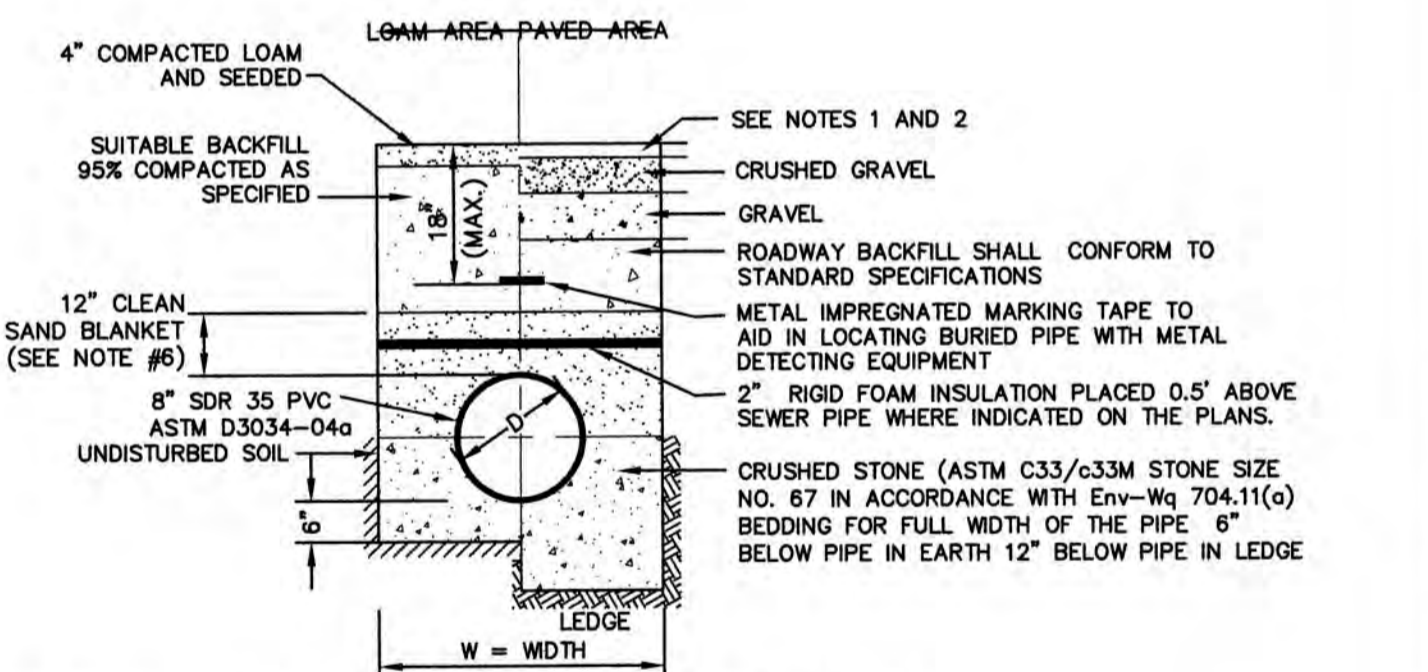 LOAM AREA PAVED AREA
4" COMPACTED LOAM
AND SEEDED
SUITABLE BACKFILL
95% COMPACTED AS
SPECIFIED
18"
(MAX.)
12" CLEAN
SAND BLANKET
(SEE NOTE #6)
8" SDR 35 PVC
ASTM D3034-04a
UNDISTURBED SOIL
6"
D
SEE NOTES 1 AND 2
CRUSHED GRAVEL
GRAVEL
ROADWAY BACKFILL SHALL CONFORM TO
STANDARD SPECIFICATIONS
METAL IMPREGNATED MARKING TAPE TO
AID IN LOCATING BURIED PIPE WITH METAL
DETECTING EQUIPMENT
2" RIGID FOAM INSULATION PLACED 0.5' ABOVE
SEWER PIPE WHERE INDICATED ON THE PLANS.
CRUSHED STONE (ASTM C33/c33M STONE SIZE
NO. 67 IN ACCORDANCE WITH Env-Wq 704.11(a)
BEDDING FOR FULL WIDTH OF THE PIPE 6"
BELOW PIPE IN EARTH 12" BELOW PIPE IN LEDGE
LEDGE
W = WIDTH